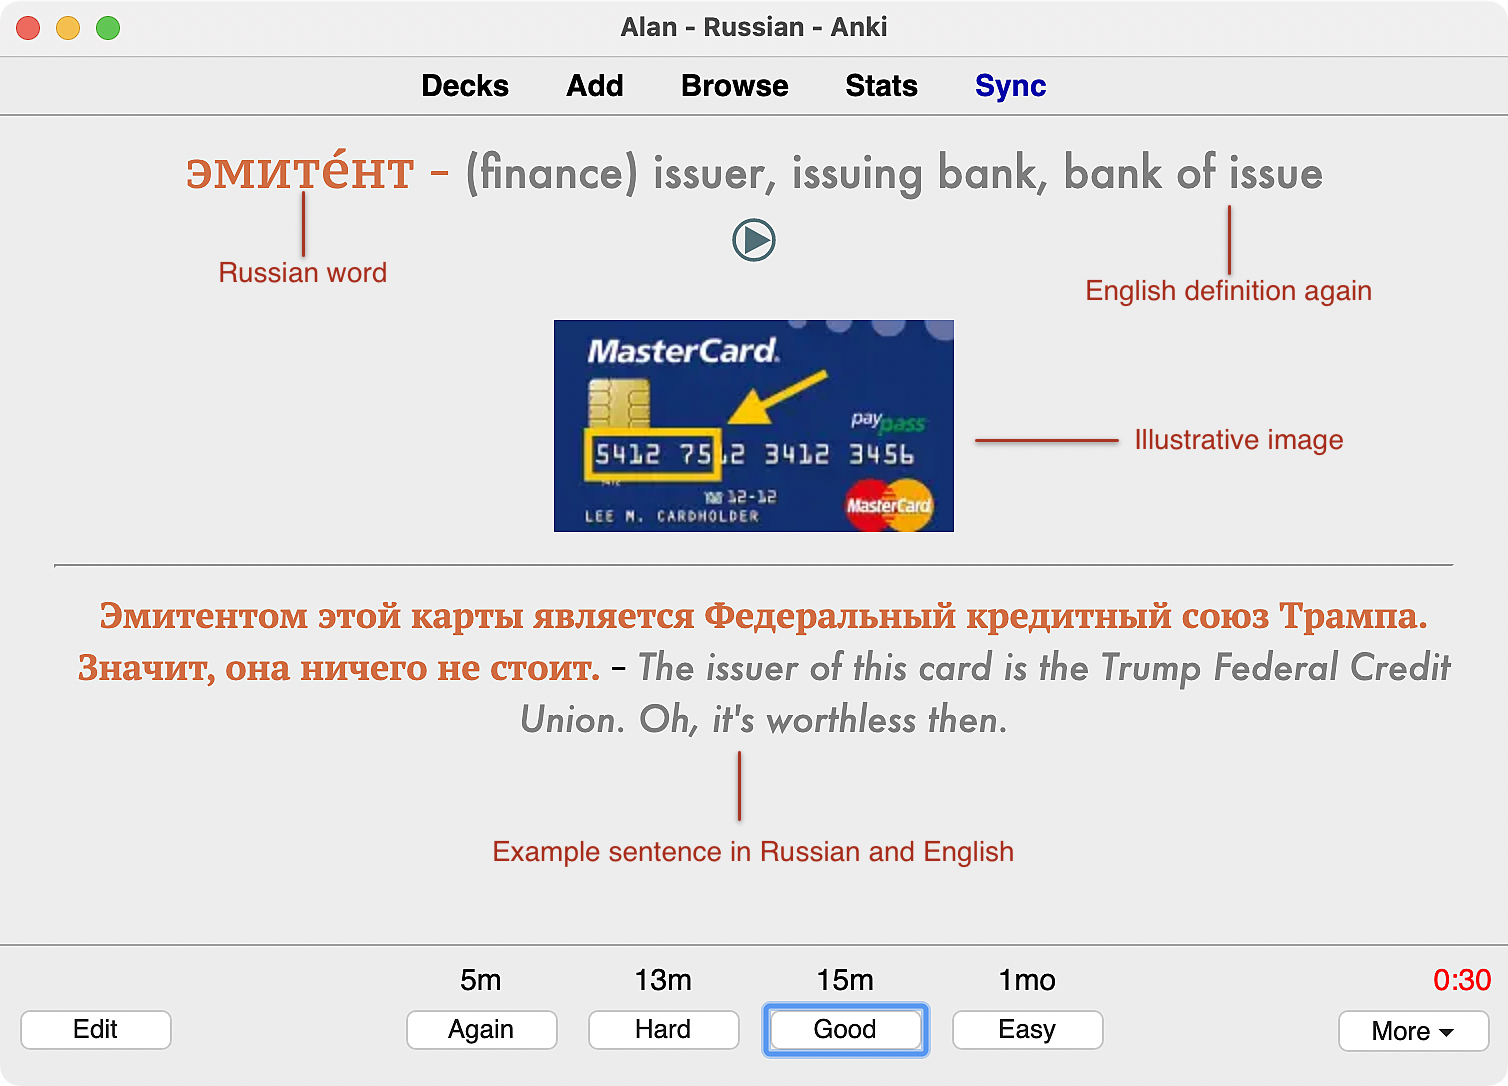 Alan - Russian - Anki
Decks Add Browse Stats Sync
эмите́нт - (finance) issuer, issuing bank, bank of issue
Russian word
English definition again
MasterCard.
paypass
5412 7512 3412 3456
12-12
LEE M. CARDHOLDER
MasterCard
Illustrative image
Эмитентом этой карты является Федеральный кредитный союз Трампа.
Значит, она ничего не стоит. - The issuer of this card is the Trump Federal Credit
Union. Oh, it's worthless then.
Example sentence in Russian and English
5m 13m 15m 1mo 0:30
Edit Again Hard Good Easy More